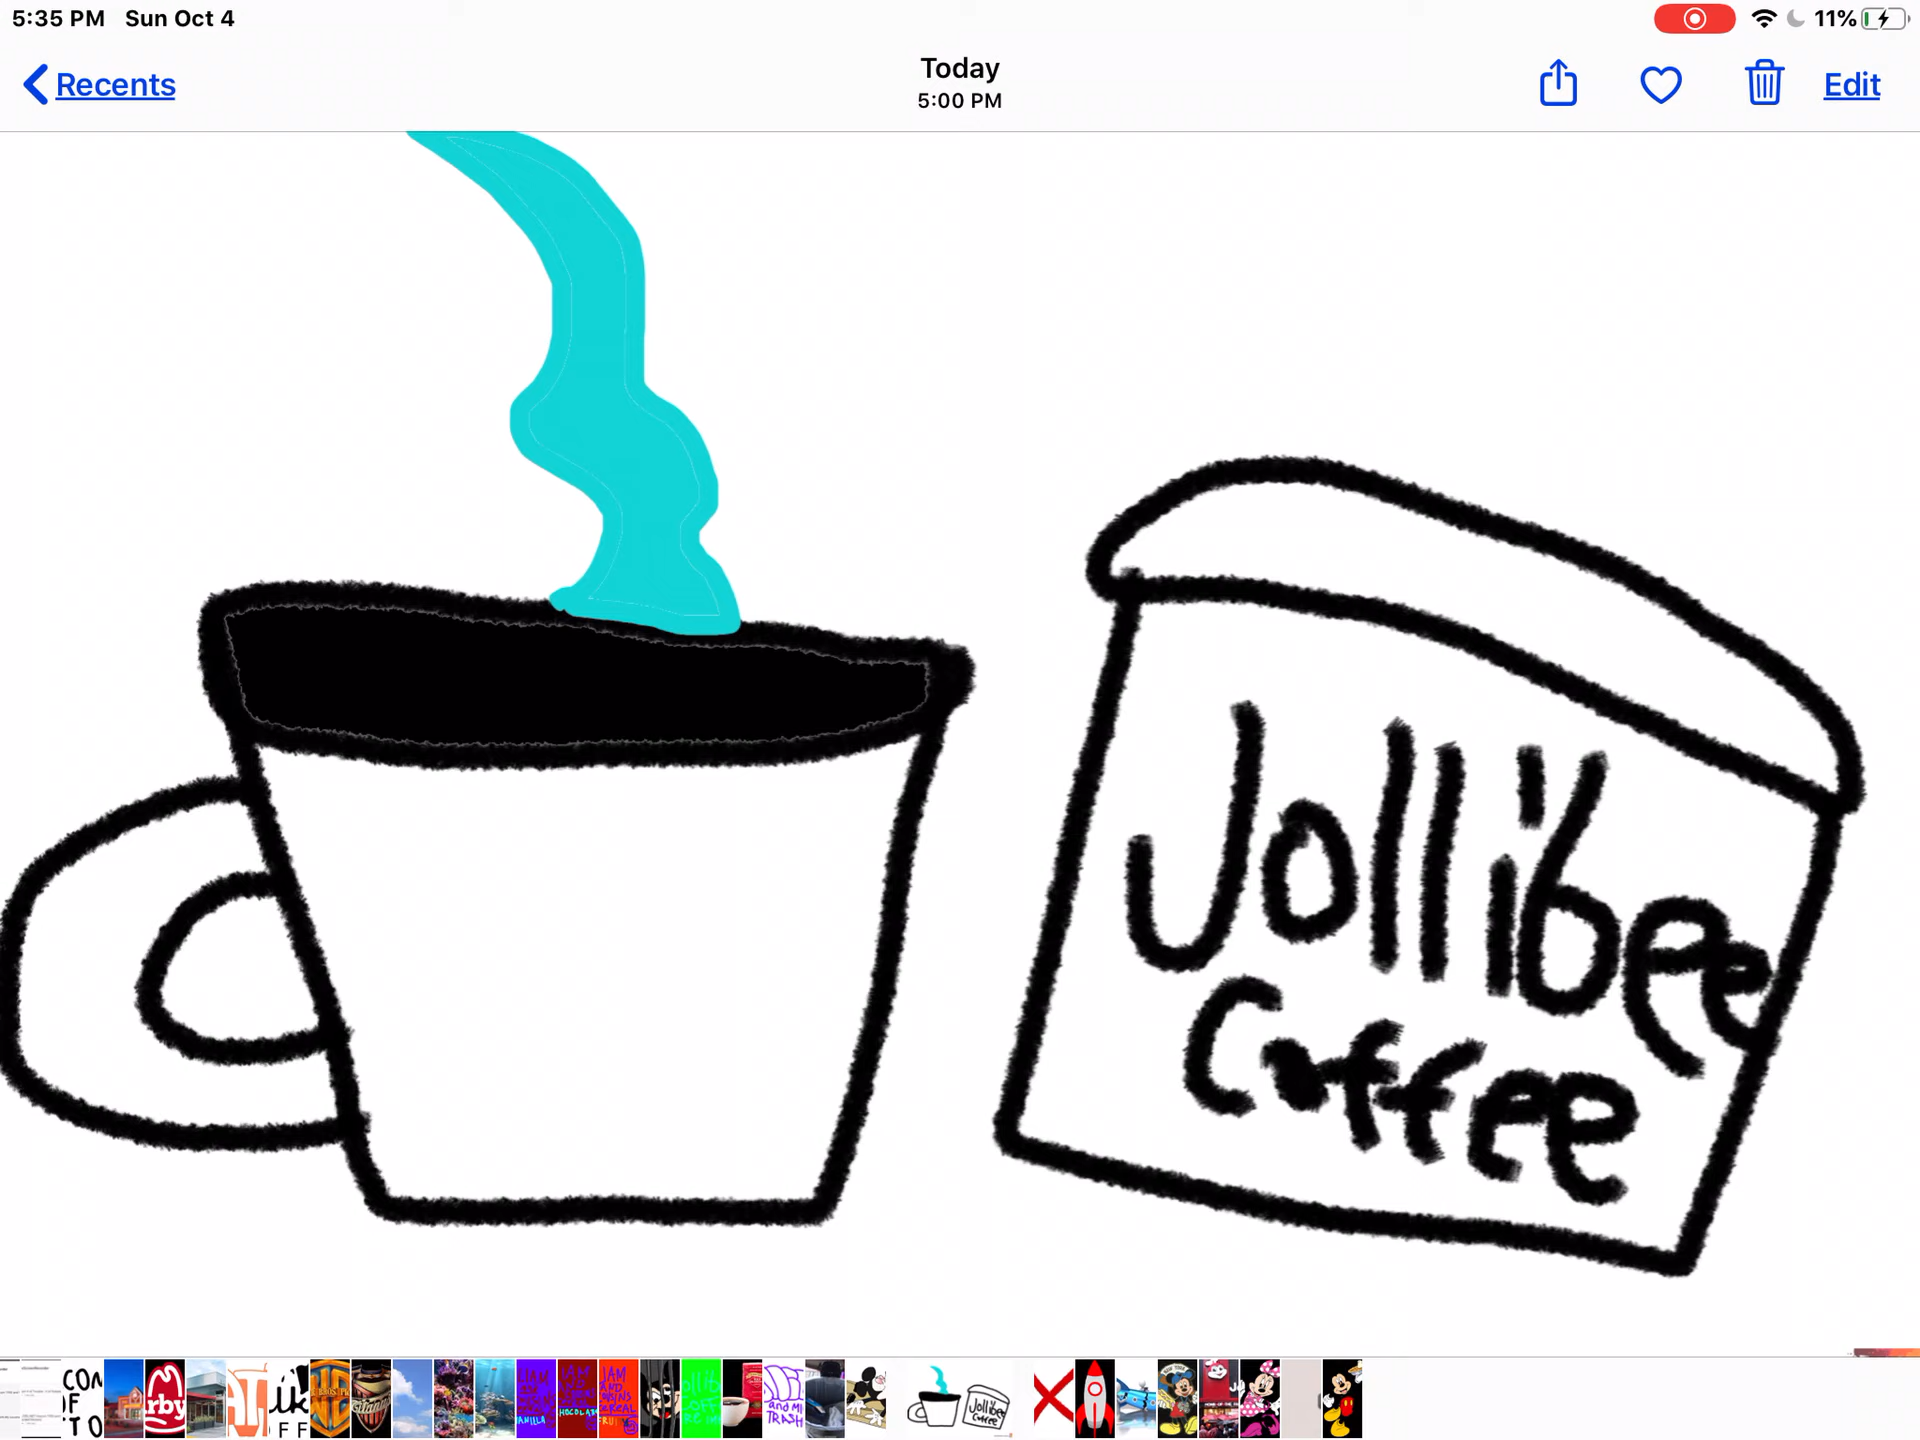 5:35 PM Sun Oct 4
11%
Recents
Today
5:00 PM
Edit
Jollibee
Coffee